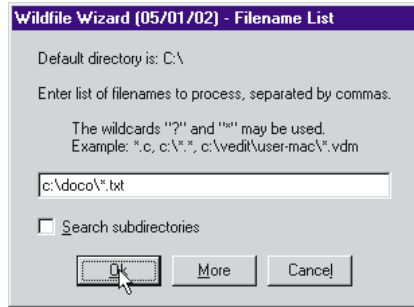 Wildfile Wizard (05/01/02) - Filename List
Default directory is: C:\
Enter list of filenames to process, separated by commas.
The wildcards "?" and "*" may be used.
Example: *.c, c:\*.*, c:\vedit\user-mac\*.vdm
c:\doco\*.txt
Search subdirectories
Ok More Cancel